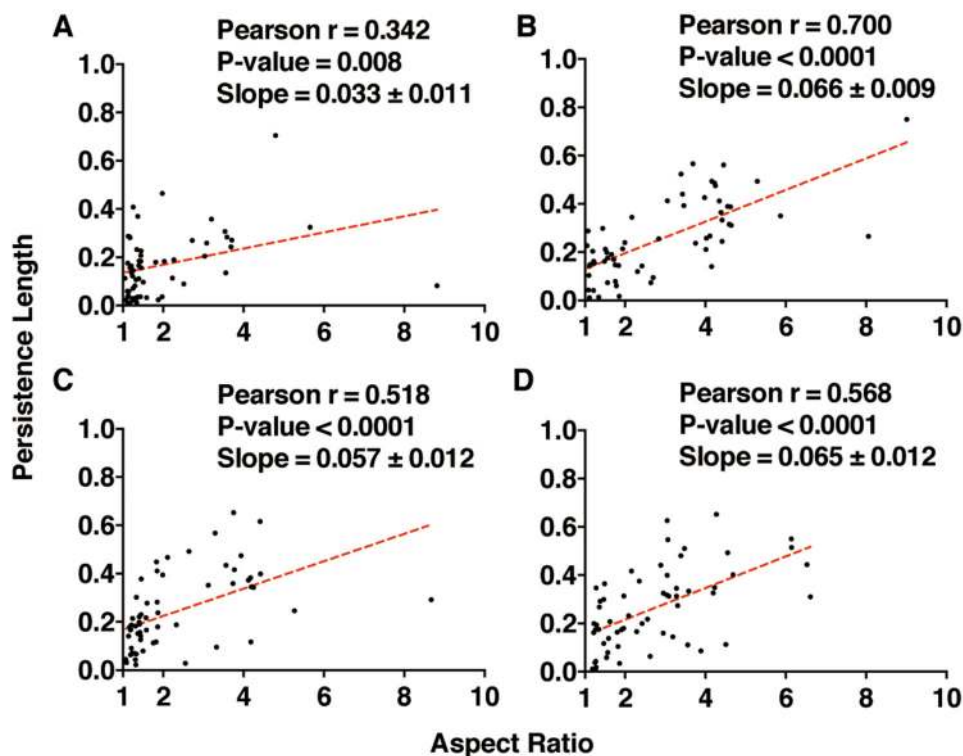 A
Pearson r = 0.342
P-value = 0.008
Slope = 0.033 ± 0.011
1.0
0.8
0.6
0.4
0.2
0.0
1 2 4 6 8 10
B
Pearson r = 0.700
P-value < 0.0001
Slope = 0.066 ± 0.009
1.0
0.8
0.6
0.4
0.2
0.0
1 2 4 6 8 10
Persistence Length
C
Pearson r = 0.518
P-value < 0.0001
Slope = 0.057 ± 0.012
1.0
0.8
0.6
0.4
0.2
0.0
1 2 4 6 8 10
D
Pearson r = 0.568
P-value < 0.0001
Slope = 0.065 ± 0.012
1.0
0.8
0.6
0.4
0.2
0.0
1 2 4 6 8 10
Aspect Ratio